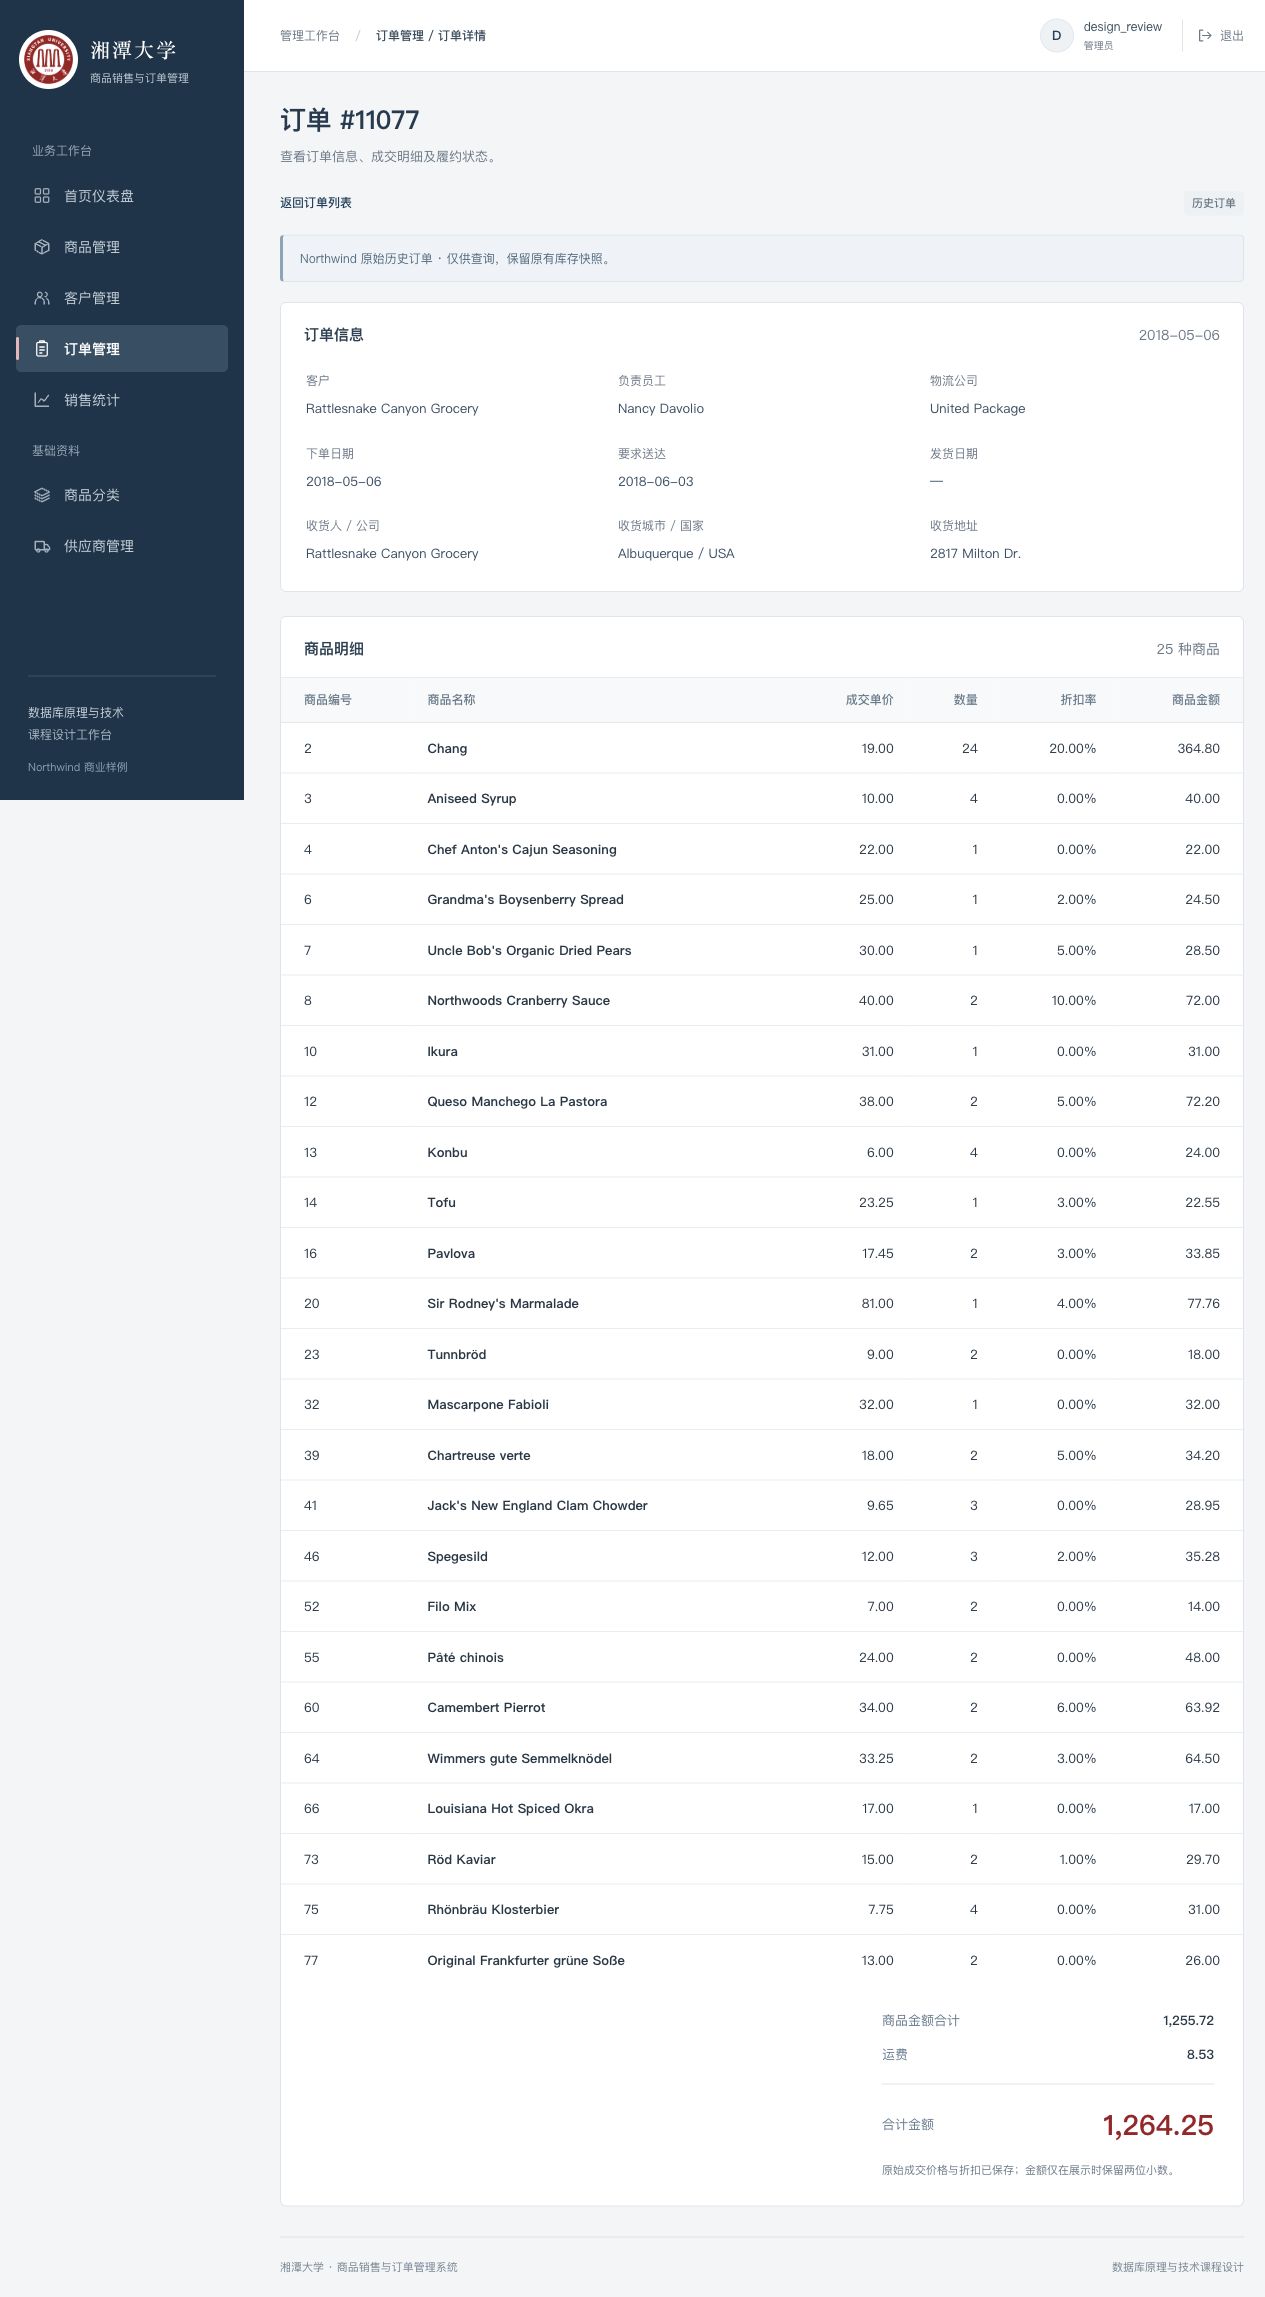 湘潭大学
商品销售与订单管理
业务工作台
首页仪表盘
商品管理
客户管理
订单管理
销售统计
基础资料
商品分类
供应商管理
数据库原理与技术
课程设计工作台
Northwind 商业样例
管理工作台 / 订单管理 / 订单详情
D
design_review
管理员
退出
订单 #11077
查看订单信息、成交明细及履约状态。
返回订单列表
历史订单
Northwind 原始历史订单 · 仅供查询，保留原有库存快照。
订单信息 2018-05-06
客户 负责员工 物流公司
Rattlesnake Canyon Grocery Nancy Davolio United Package
下单日期 要求送达 发货日期
2018-05-06 2018-06-03 —
收货人 / 公司 收货城市 / 国家 收货地址
Rattlesnake Canyon Grocery Albuquerque / USA 2817 Milton Dr.
商品明细 25 种商品
商品编号 商品名称 成交单价 数量 折扣率 商品金额
2 Chang 19.00 24 20.00% 364.80
3 Aniseed Syrup 10.00 4 0.00% 40.00
4 Chef Anton's Cajun Seasoning 22.00 1 0.00% 22.00
6 Grandma's Boysenberry Spread 25.00 1 2.00% 24.50
7 Uncle Bob's Organic Dried Pears 30.00 1 5.00% 28.50
8 Northwoods Cranberry Sauce 40.00 2 10.00% 72.00
10 Ikura 31.00 1 0.00% 31.00
12 Queso Manchego La Pastora 38.00 2 5.00% 72.20
13 Konbu 6.00 4 0.00% 24.00
14 Tofu 23.25 1 3.00% 22.55
16 Pavlova 17.45 2 3.00% 33.85
20 Sir Rodney's Marmalade 81.00 1 4.00% 77.76
23 Tunnbröd 9.00 2 0.00% 18.00
32 Mascarpone Fabioli 32.00 1 0.00% 32.00
39 Chartreuse verte 18.00 2 5.00% 34.20
41 Jack's New England Clam Chowder 9.65 3 0.00% 28.95
46 Spegesild 12.00 3 2.00% 35.28
52 Filo Mix 7.00 2 0.00% 14.00
55 Pâté chinois 24.00 2 0.00% 48.00
60 Camembert Pierrot 34.00 2 6.00% 63.92
64 Wimmers gute Semmelknödel 33.25 2 3.00% 64.50
66 Louisiana Hot Spiced Okra 17.00 1 0.00% 17.00
73 Röd Kaviar 15.00 2 1.00% 29.70
75 Rhönbräu Klosterbier 7.75 4 0.00% 31.00
77 Original Frankfurter grüne Soße 13.00 2 0.00% 26.00
商品金额合计 1,255.72
运费 8.53
合计金额 1,264.25
原始成交价格与折扣已保存；金额仅在展示时保留两位小数。
湘潭大学 · 商品销售与订单管理系统
数据库原理与技术课程设计